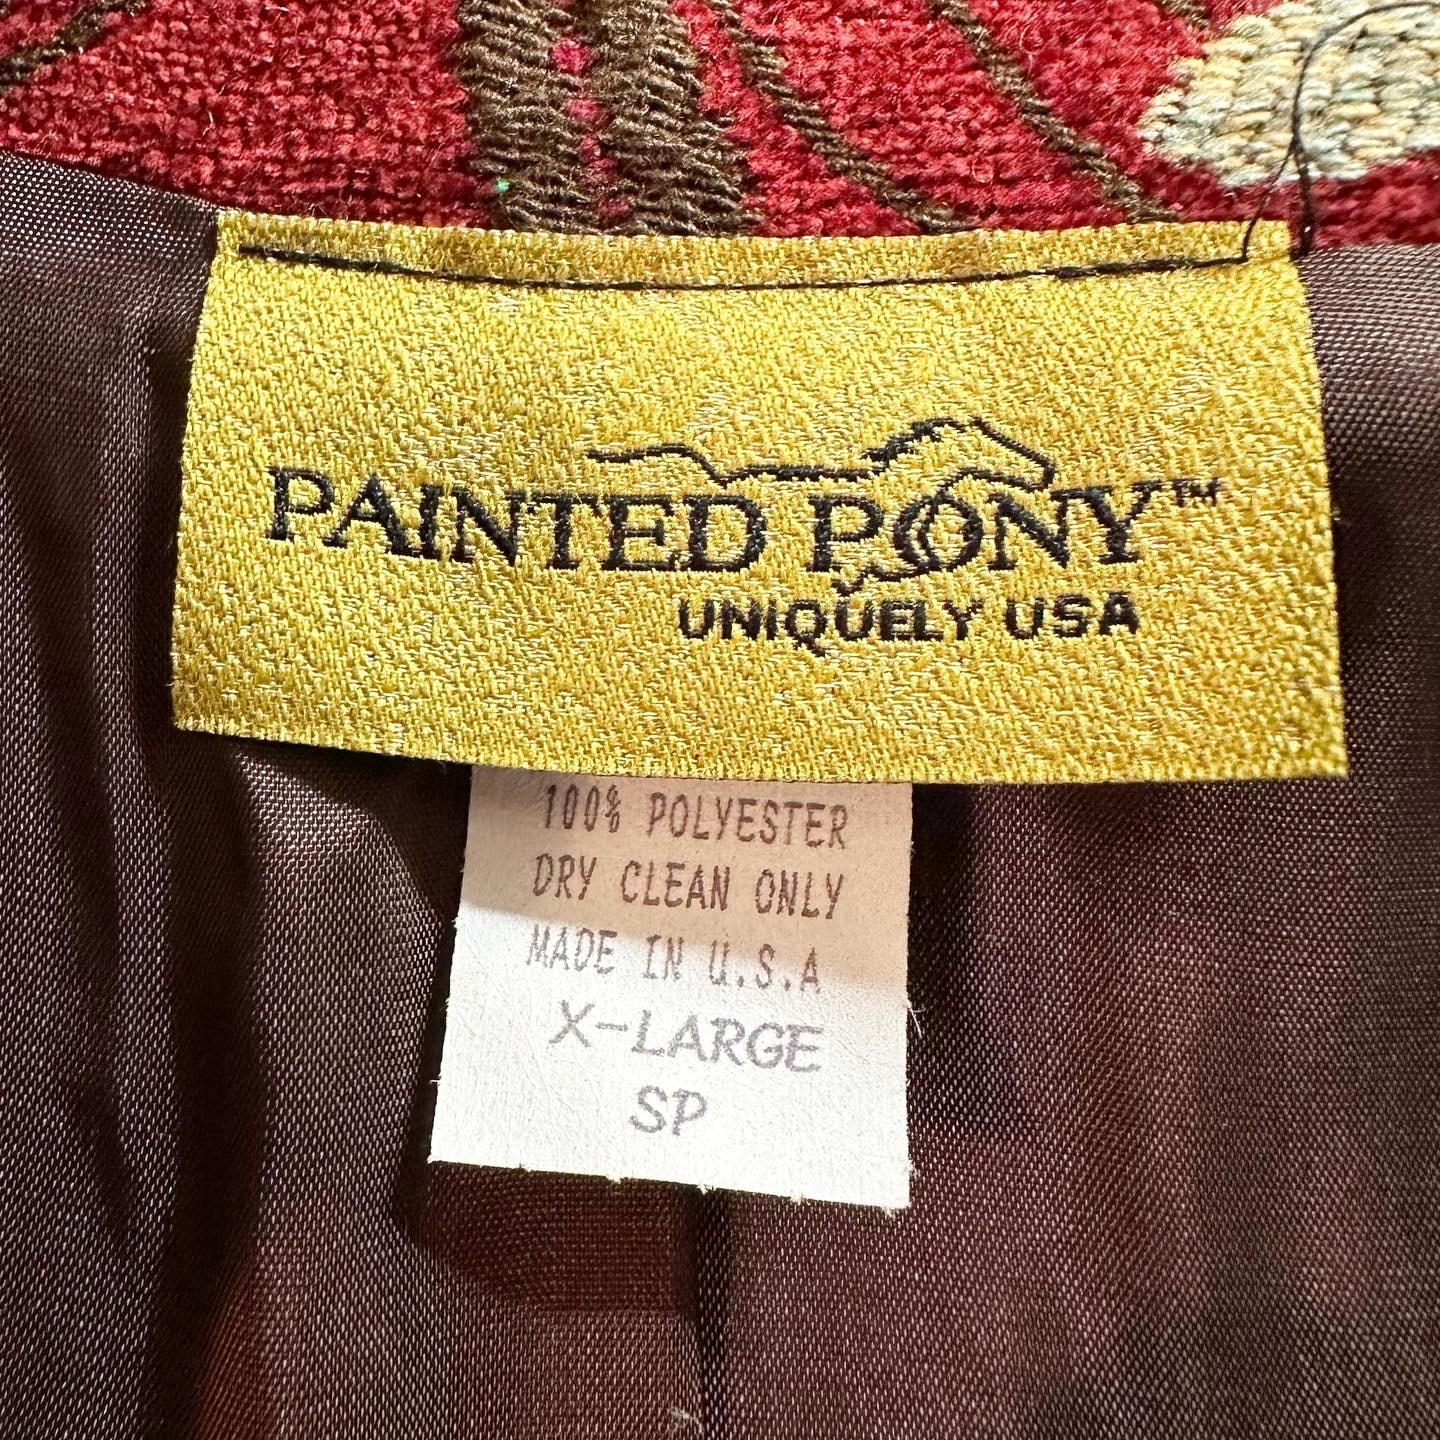 PAINTED PONY™
UNIQUELY USA
100% POLYESTER
DRY CLEAN ONLY
MADE IN U.S.A
X-LARGE
SP